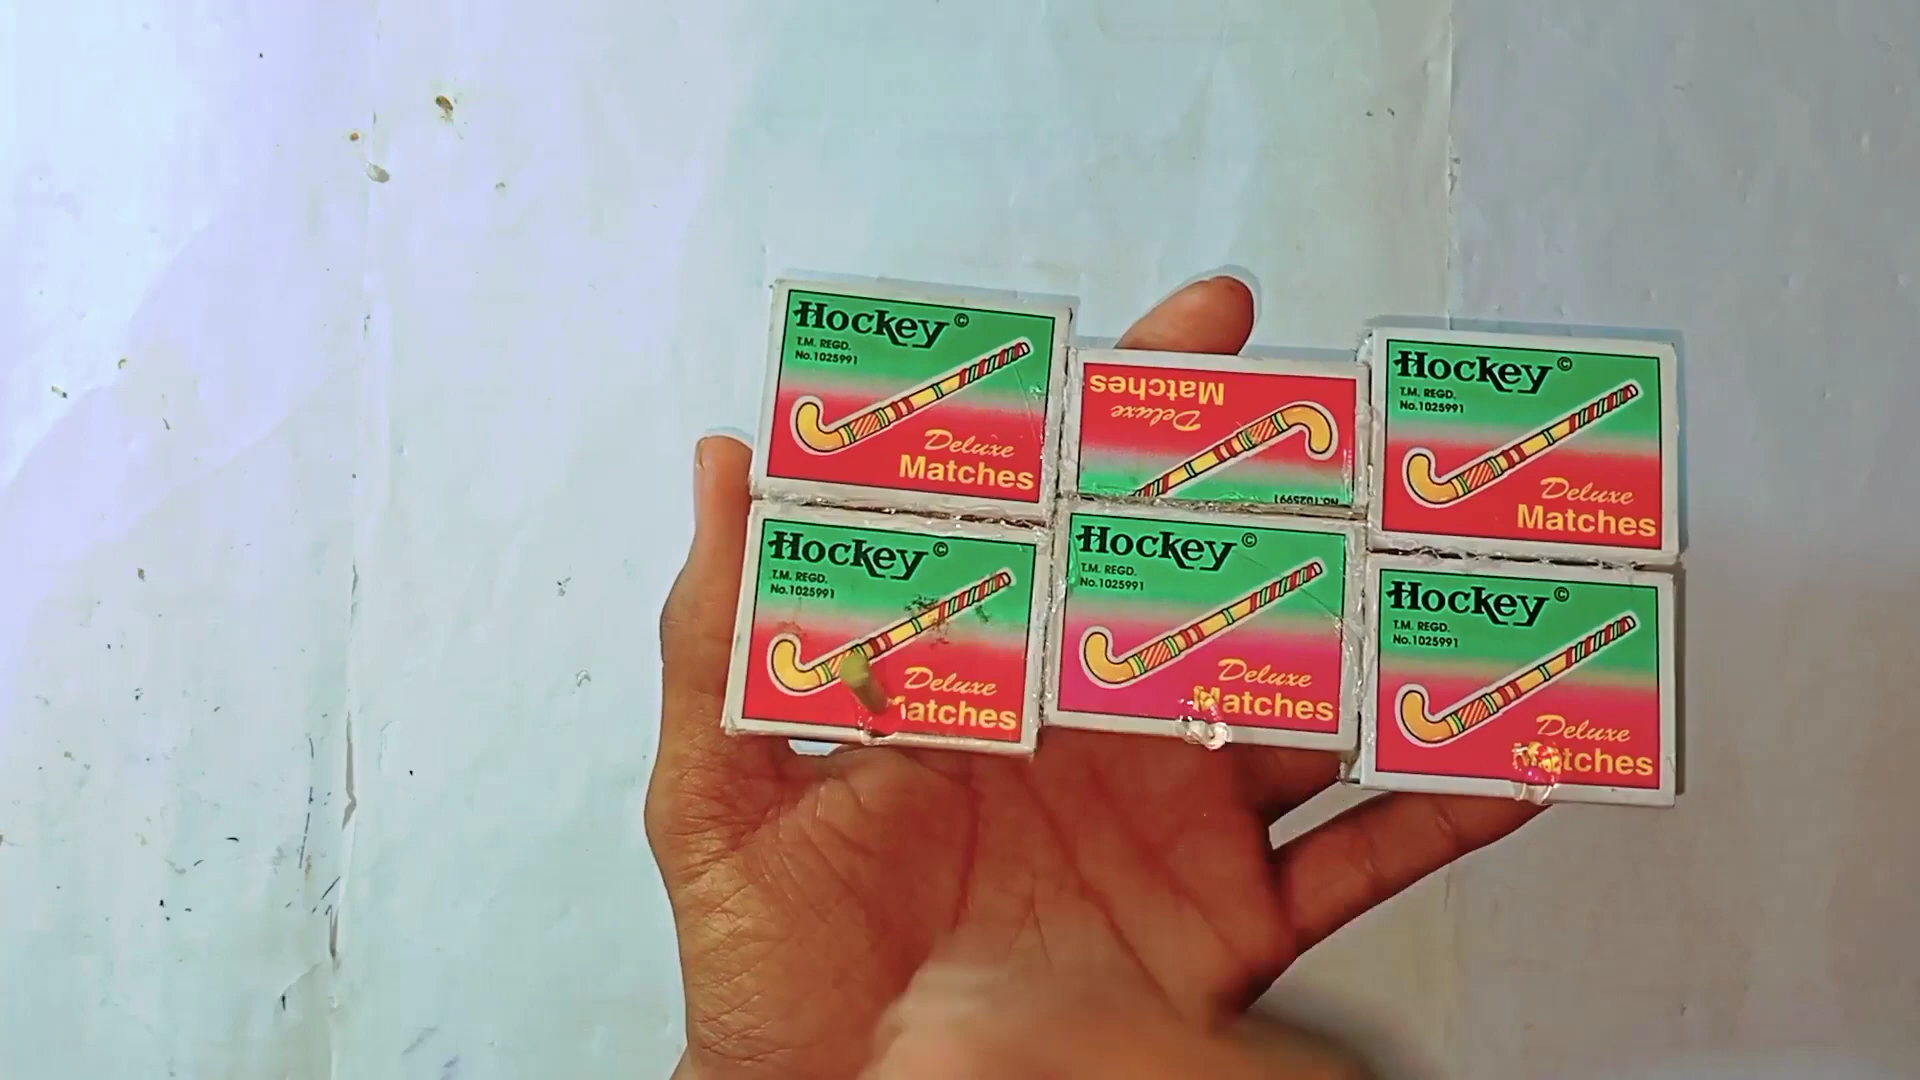 Hockey ©
T.M. REGD.
No.1025991
Deluxe
Matches
Matches
Deluxe
No.1025991
Hockey ©
T.M. REGD.
No.1025991
Deluxe
Matches
Hockey ©
T.M. REGD.
No.1025991
Deluxe
Matches
Hockey ©
T.M. REGD.
No.1025991
Deluxe
Matches
Hockey ©
T.M. REGD.
No.1025991
Deluxe
Matches